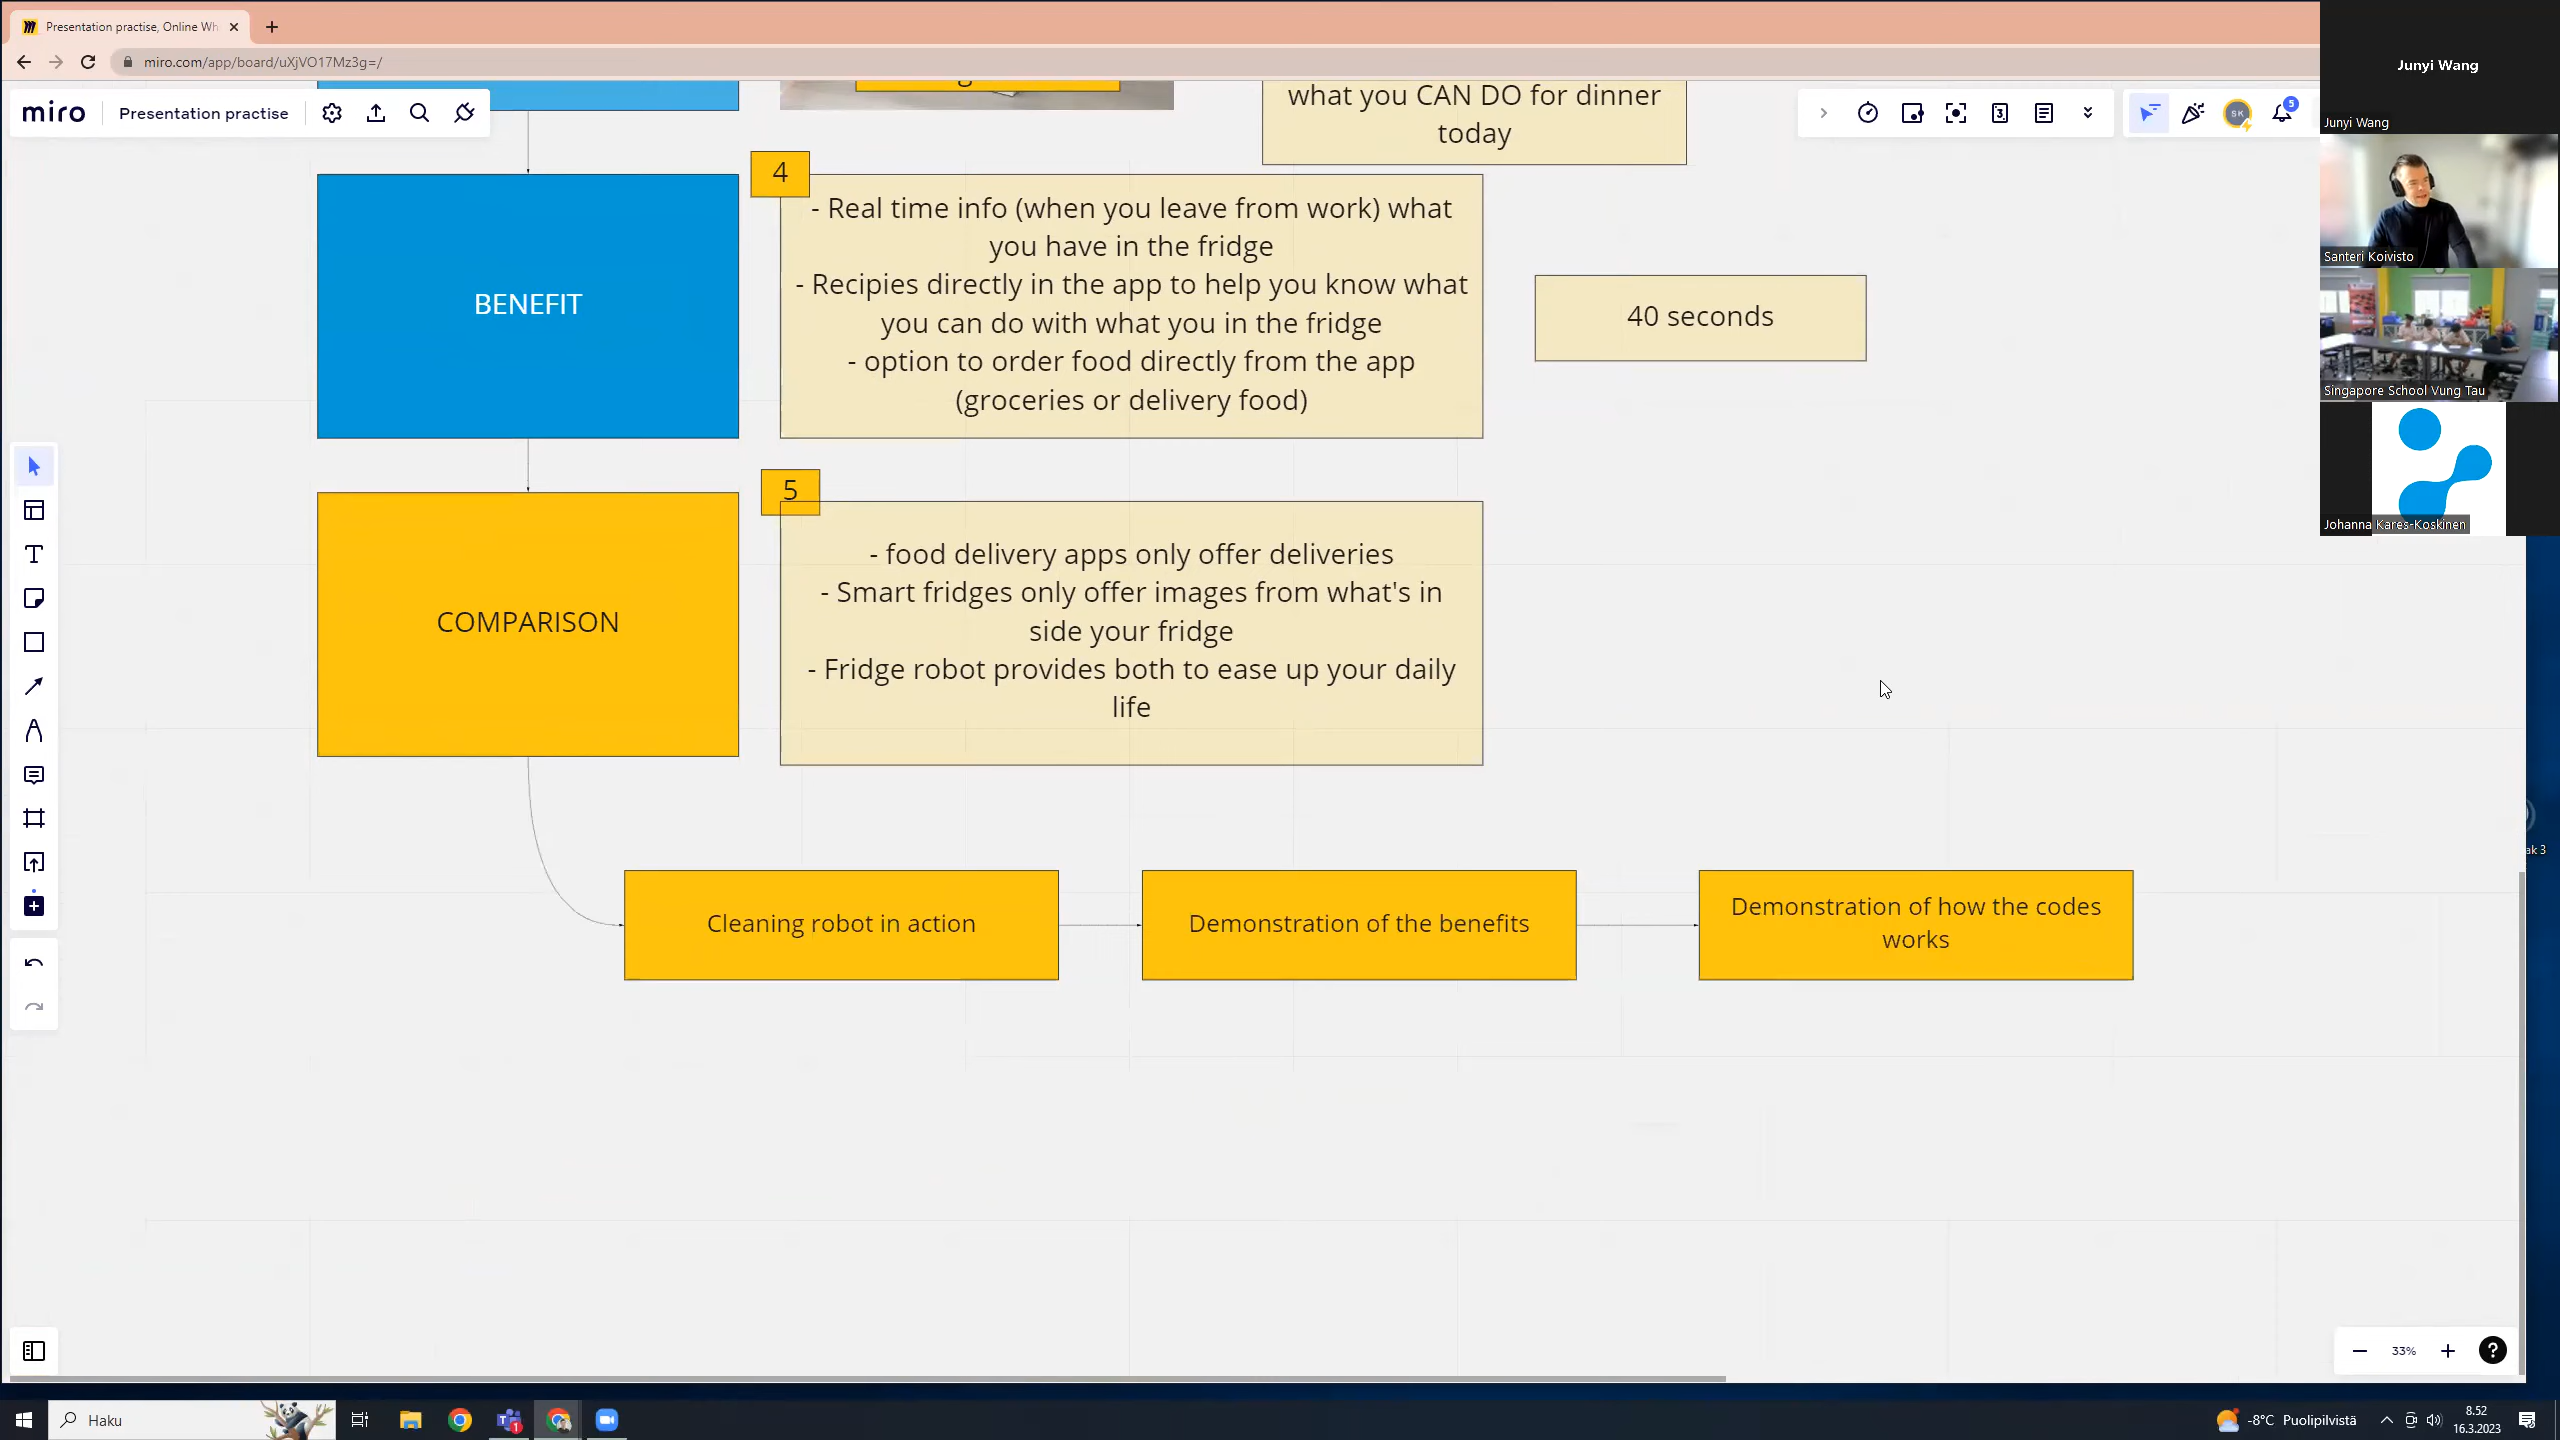 Presentation practise, Online Wh
miro.com/app/board/uXjVO17Mz3g=/
miro
Presentation practise
what you CAN DO for dinner
today
3
SK
5
Junyi Wang
Junyi Wang
Santeri Koivisto
Singapore School Vung Tau
Johanna Kares-Koskinen
BENEFIT
4
- Real time info (when you leave from work) what
you have in the fridge
- Recipies directly in the app to help you know what
you can do with what you in the fridge
- option to order food directly from the app
(groceries or delivery food)
40 seconds
COMPARISON
5
- food delivery apps only offer deliveries
- Smart fridges only offer images from what's in
side your fridge
- Fridge robot provides both to ease up your daily
life
Cleaning robot in action
Demonstration of the benefits
Demonstration of how the codes
works
ak 3
33%
?
Haku
1
-8°C Puolipilvistä
8.52
16.3.2023